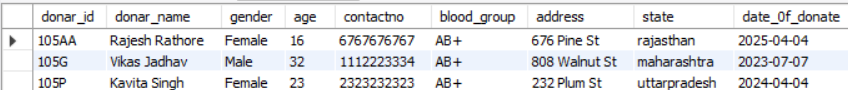 donar_id donar_name gender age contactno blood_group address state date_0f_donate
105AA Rajesh Rathore Female 16 6767676767 AB+ 676 Pine St rajasthan 2025-04-04
105G Vikas Jadhav Male 32 1112223334 AB+ 808 Walnut St maharashtra 2023-07-07
105P Kavita Singh Female 23 2323232323 AB+ 232 Plum St uttarpradesh 2024-04-04